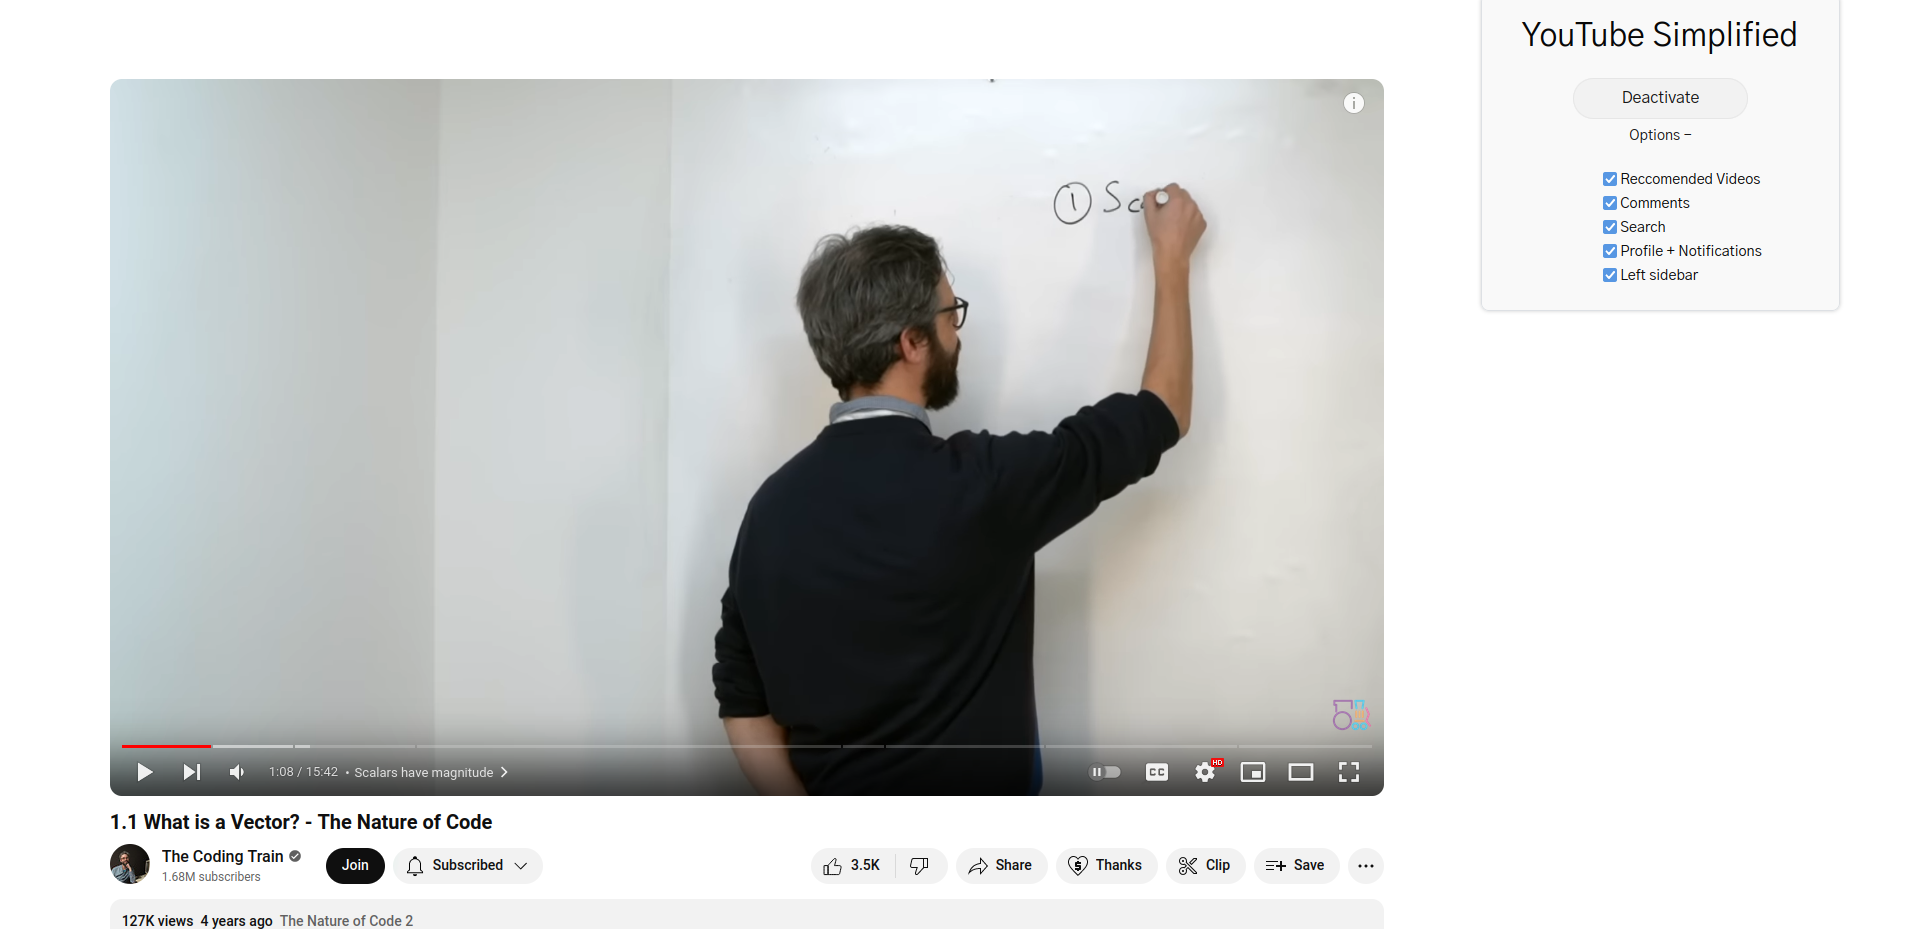 YouTube Simplified
Deactivate
Options −
Reccomended Videos
Comments
Search
Profile + Notifications
Left sidebar
i
1 Sc
HD
1:08 / 15:42 • Scalars have magnitude
CC
1.1 What is a Vector? - The Nature of Code
The Coding Train
1.68M subscribers
Join
Subscribed
3.5K
Share
Thanks
Clip
Save
127K views 4 years ago The Nature of Code 2